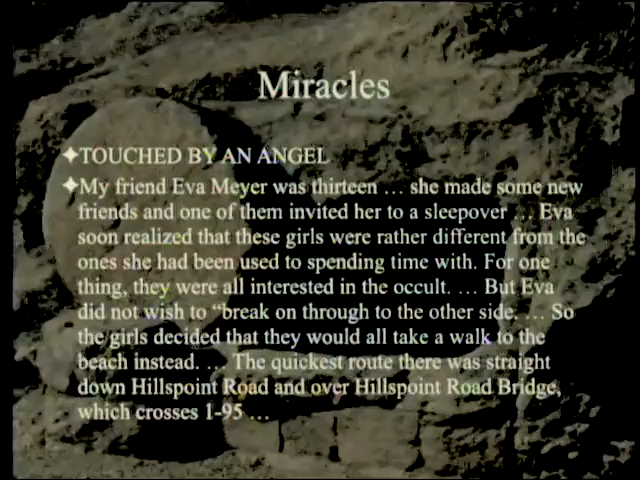 Miracles
✦TOUCHED BY AN ANGEL
✦My friend Eva Meyer was thirteen … she made some new
friends and one of them invited her to a sleepover … Eva
soon realized that these girls were rather different from the
ones she had been used to spending time with. For one
thing, they were all interested in the occult. … But Eva
did not wish to “break on through to the other side. … So
the girls decided that they would all take a walk to the
beach instead. … The quickest route there was straight
down Hillspoint Road and over Hillspoint Road Bridge,
which crosses 1-95 …